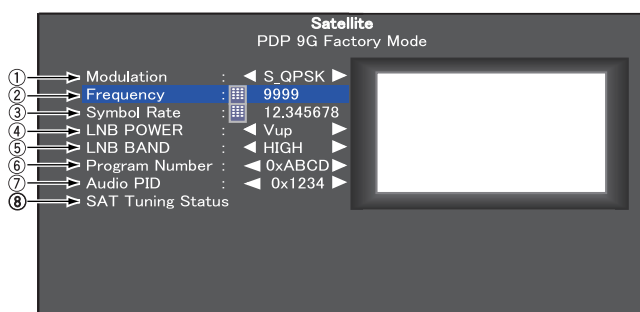 Satellite
PDP 9G Factory Mode
① Modulation : ◀ S_QPSK ▶
② Frequency : 9999
③ Symbol Rate : 12.345678
④ LNB POWER : ◀ Vup ▶
⑤ LNB BAND : ◀ HIGH ▶
⑥ Program Number : ◀ 0xABCD ▶
⑦ Audio PID : ◀ 0x1234 ▶
⑧ SAT Tuning Status